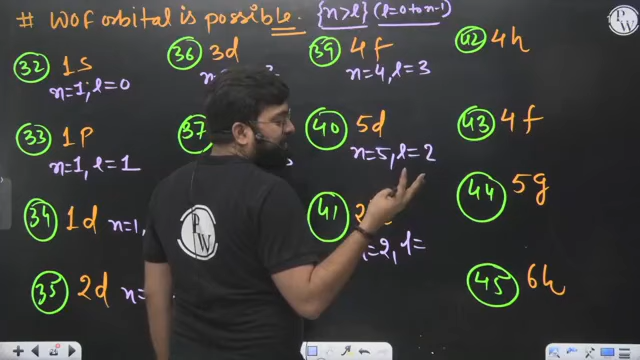 # WOF orbital is possible. {n>l} (l=0 to n-1)
32 1s
n=1, l=0
33 1p
n=1, l=1
34 1d n=1,
35 2d n=
36 3d
37
39 4f
n=4, l=3
40 5d
n=5, l=2
41 2
=2, l=
42 4h
43 4f
44 5g
45 6h
PW
PW